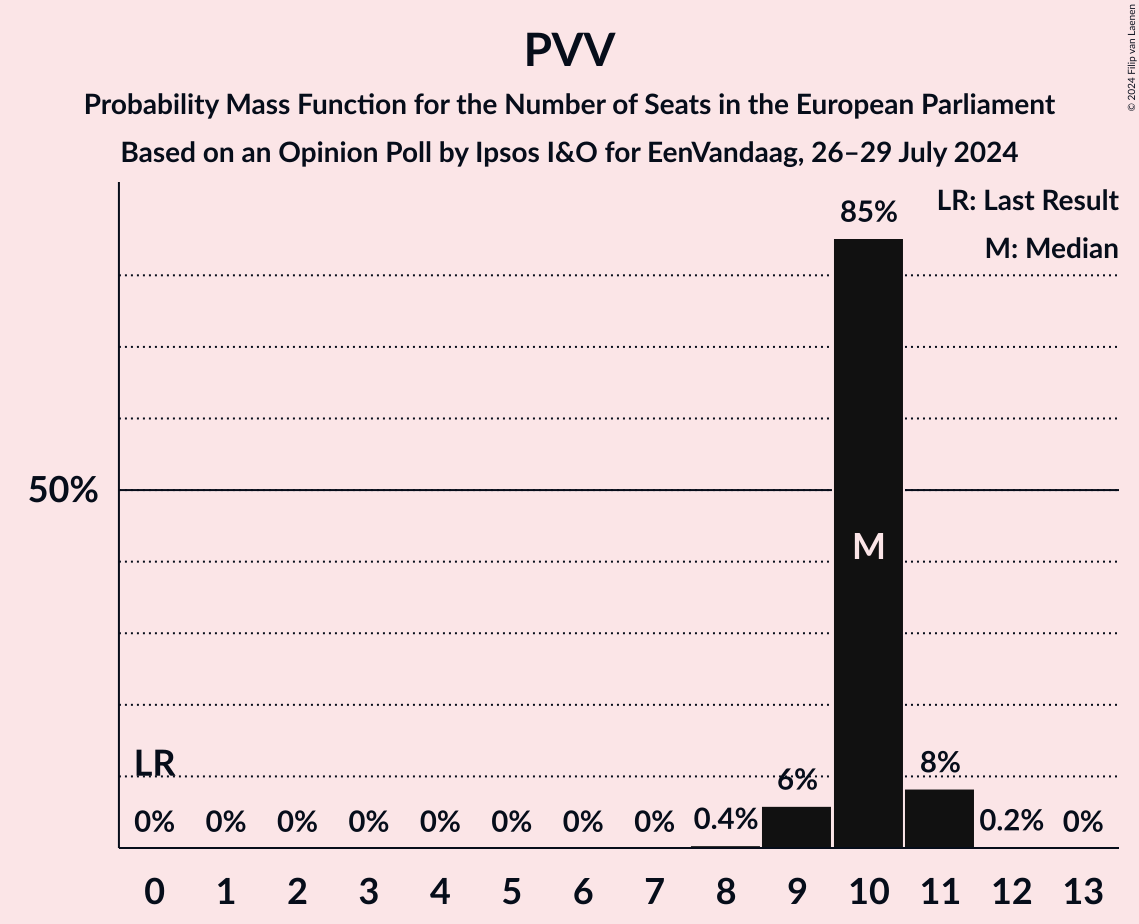 PVV
Probability Mass Function for the Number of Seats in the European Parliament
Based on an Opinion Poll by Ipsos I&O for EenVandaag, 26–29 July 2024
© 2024 Filip van Laenen
LR: Last Result
M: Median
85%
50%
M
LR
0% 0% 0% 0% 0% 0% 0% 0% 0.4% 6% 8% 0.2% 0%
0 1 2 3 4 5 6 7 8 9 10 11 12 13